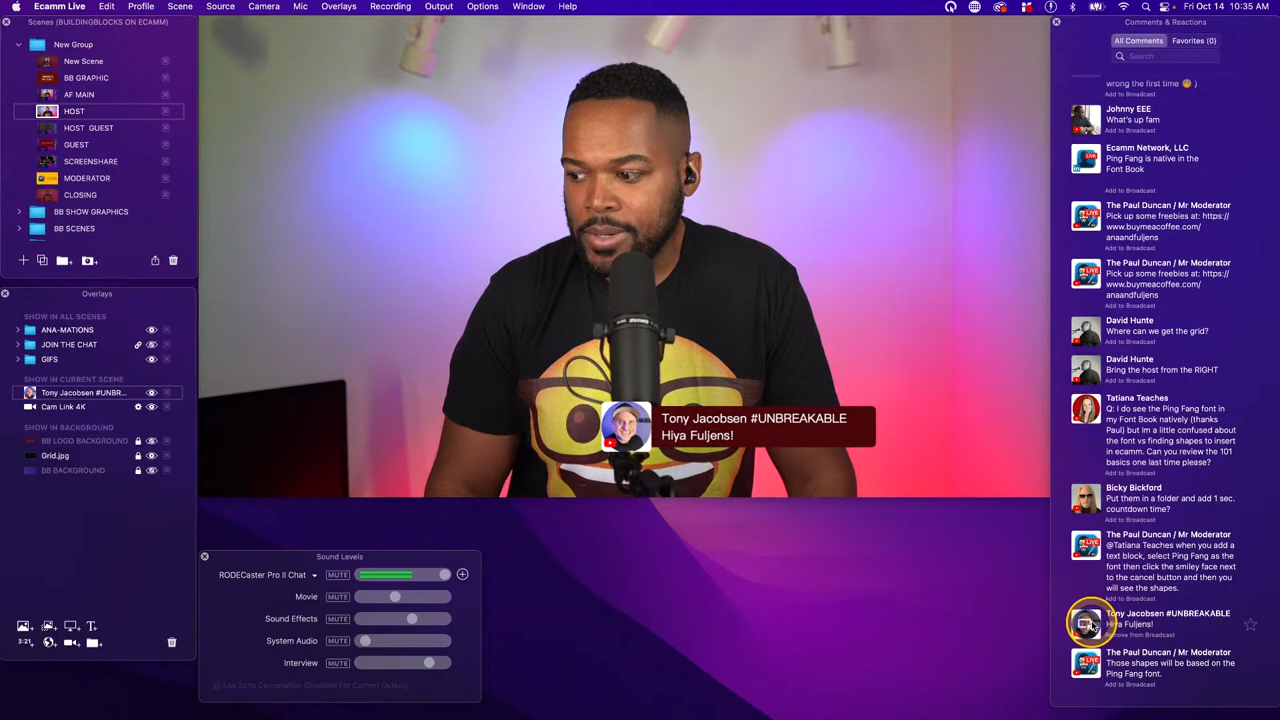 Ecamm Live Edit Profile Scene Source Camera Mic Overlays Recording Output Options Window Help Fri Oct 14 10:35 AM
Scenes (BUILDINGBLOCKS ON ECAMM)
New Group
New Scene
BB GRAPHIC
AF MAIN
HOST
HOST GUEST
GUEST
SCREENSHARE
MODERATOR
CLOSING
BB SHOW GRAPHICS
BB SCENES
Overlays
SHOW IN ALL SCENES
ANA-MATIONS
JOIN THE CHAT
GIFS
SHOW IN CURRENT SCENE
Tony Jacobsen #UNBR...
Cam Link 4K
SHOW IN BACKGROUND
BB LOGO BACKGROUND
Grid.jpg
BB BACKGROUND
3:21
Tony Jacobsen #UNBREAKABLE
Hiya Fuljens!
Sound Levels
RODECaster Pro II Chat MUTE
Movie MUTE
Sound Effects MUTE
System Audio MUTE
Interview MUTE
Use Echo Cancellation (Disabled For Current Output)
Comments & Reactions
All Comments Favorites (0)
Search
wrong the first time 😬 )
Add to Broadcast
Johnny EEE
What's up fam
Add to Broadcast
Ecamm Network, LLC
Ping Fang is native in the
Font Book
Add to Broadcast
The Paul Duncan / Mr Moderator
Pick up some freebies at: https://
www.buymeacoffee.com/
anaandfuljens
Add to Broadcast
The Paul Duncan / Mr Moderator
Pick up some freebies at: https://
www.buymeacoffee.com/
anaandfuljens
Add to Broadcast
David Hunte
Where can we get the grid?
Add to Broadcast
David Hunte
Bring the host from the RIGHT
Add to Broadcast
Tatiana Teaches
Q: I do see the Ping Fang font in
my Font Book natively (thanks
Paul) but Im a little confused about
the font vs finding shapes to insert
in ecamm. Can you review the 101
basics one last time please?
Add to Broadcast
Bicky Bickford
Put them in a folder and add 1 sec.
countdown time?
Add to Broadcast
The Paul Duncan / Mr Moderator
@Tatiana Teaches when you add a
text block, select Ping Fang as the
font then click the smiley face next
to the cancel button and then you
will see the shapes.
Add to Broadcast
Tony Jacobsen #UNBREAKABLE
Hiya Fuljens!
Remove from Broadcast
The Paul Duncan / Mr Moderator
Those shapes will be based on the
Ping Fang font.
Add to Broadcast